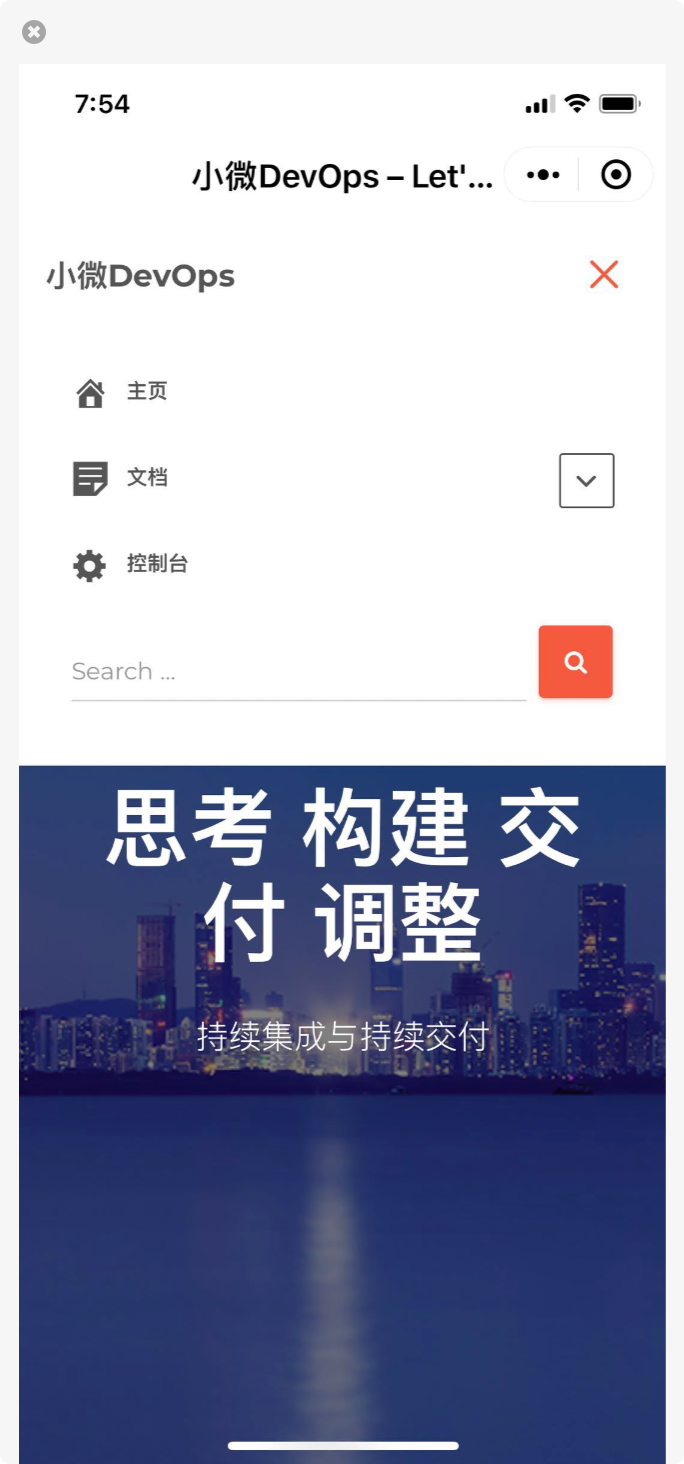 7:54
小微DevOps – Let'...
小微DevOps
主页
文档
控制台
Search ...
思考 构建 交
付 调整
持续集成与持续交付